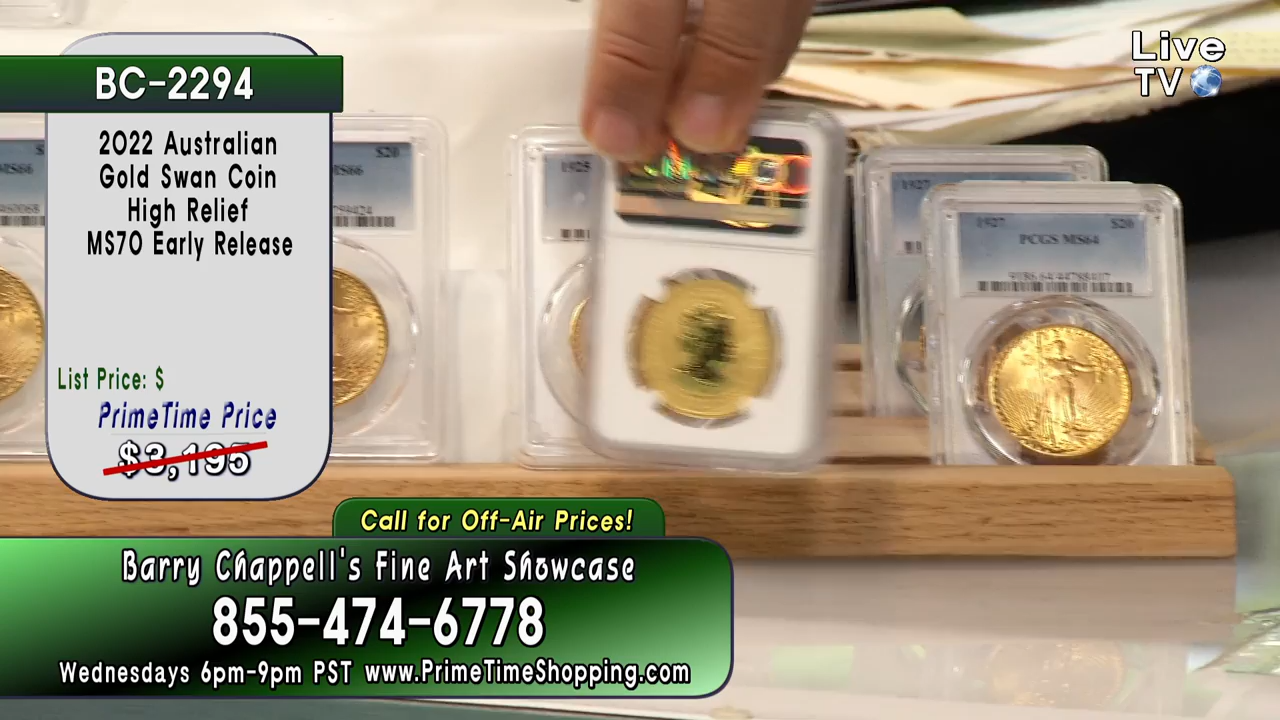 BC-2294
2022 Australian
Gold Swan Coin
High Relief
MS70 Early Release
List Price: $
PrimeTime Price
$3,195
Call for Off-Air Prices!
Barry Chappell's Fine Art Showcase
855-474-6778
Wednesdays 6pm-9pm PST www.PrimeTimeShopping.com
Live
TV
MS66
$20
1925
1927
1927 $20
PCGS MS64